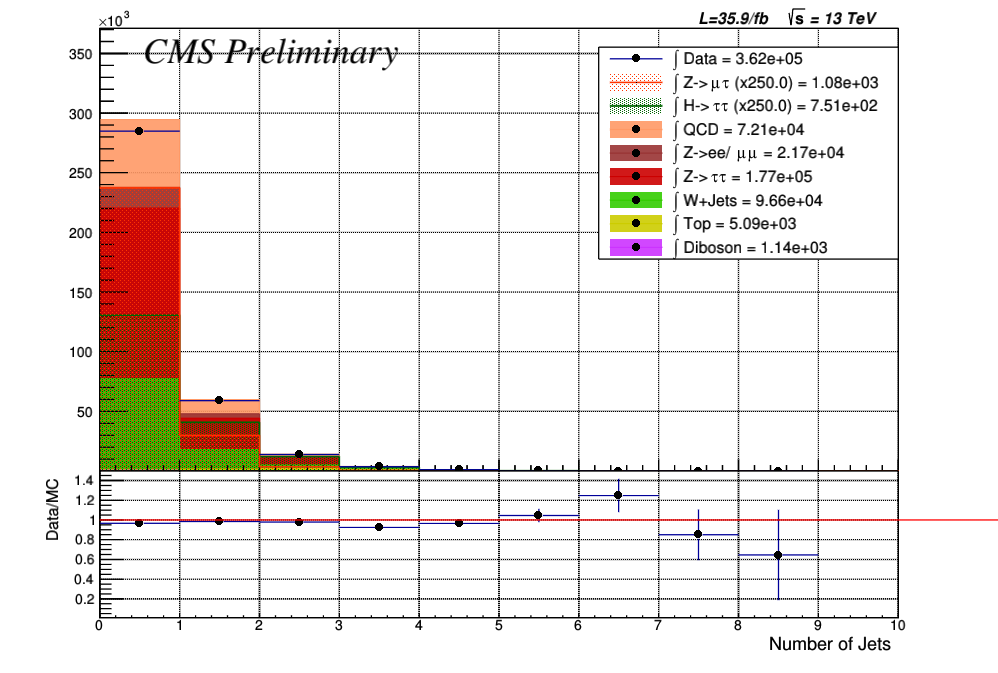 ×10³
L=35.9/fb √s = 13 TeV
CMS Preliminary
∫ Data = 3.62e+05
∫ Z->μτ (x250.0) = 1.08e+03
∫ H->ττ (x250.0) = 7.51e+02
∫ QCD = 7.21e+04
∫ Z->ee/ μμ = 2.17e+04
∫ Z->ττ = 1.77e+05
∫ W+Jets = 9.66e+04
∫ Top = 5.09e+03
∫ Diboson = 1.14e+03
350
300
250
200
150
100
50
Data/MC
1.4
1.2
1
0.8
0.6
0.4
0.2
0 1 2 3 4 5 6 7 8 9 10
Number of Jets